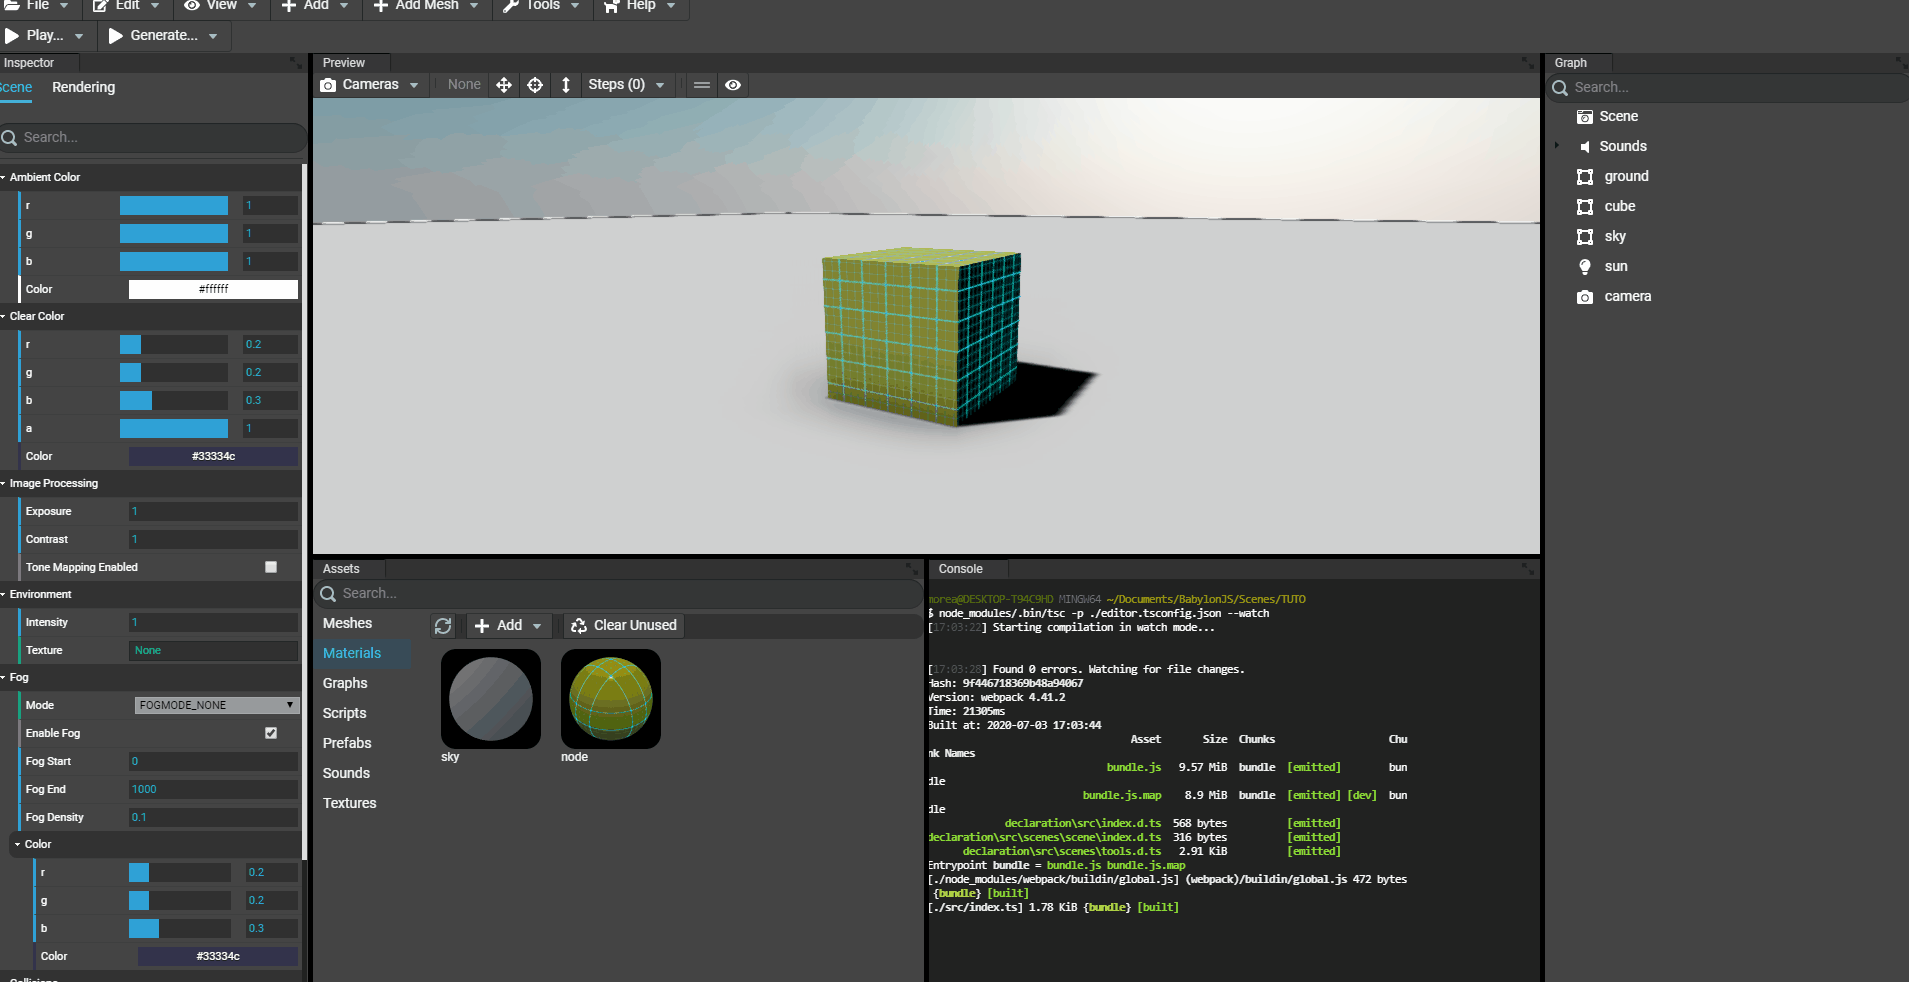 File Edit View Add Add Mesh Tools Help
Play... Generate...
Inspector
Scene Rendering
Search...
Ambient Color
r 1
g 1
b 1
Color #ffffff
Clear Color
r 0.2
g 0.2
b 0.3
a 1
Color #33334c
Image Processing
Exposure 1
Contrast 1
Tone Mapping Enabled
Environment
Intensity 1
Texture None
Fog
Mode FOGMODE_NONE
Enable Fog
Fog Start 0
Fog End 1000
Fog Density 0.1
Color
r 0.2
g 0.2
b 0.3
Color #33334c
Collisions
Preview
Cameras None Steps (0)
Assets
Search...
Meshes
Materials
Graphs
Scripts
Prefabs
Sounds
Textures
Add Clear Unused
sky node
Console
morea@DESKTOP-T94C9HD MINGW64 ~/Documents/BabylonJS/Scenes/TUTO
$ node_modules/.bin/tsc -p ./editor.tsconfig.json --watch
[17:03:22] Starting compilation in watch mode...
[17:03:28] Found 0 errors. Watching for file changes.
Hash: 9f446718369b48a94067
Version: webpack 4.41.2
Time: 21305ms
Built at: 2020-07-03 17:03:44
Asset Size Chunks Chu
nk Names
bundle.js 9.57 MiB bundle [emitted] bun
dle
bundle.js.map 8.9 MiB bundle [emitted] [dev] bun
dle
declaration\src\index.d.ts 568 bytes [emitted]
declaration\src\scenes\scene\index.d.ts 316 bytes [emitted]
declaration\src\scenes\tools.d.ts 2.91 KiB [emitted]
Entrypoint bundle = bundle.js bundle.js.map
[./node_modules/webpack/buildin/global.js] (webpack)/buildin/global.js 472 bytes
{bundle} [built]
[./src/index.ts] 1.78 KiB {bundle} [built]
Graph
Search...
Scene
Sounds
ground
cube
sky
sun
camera